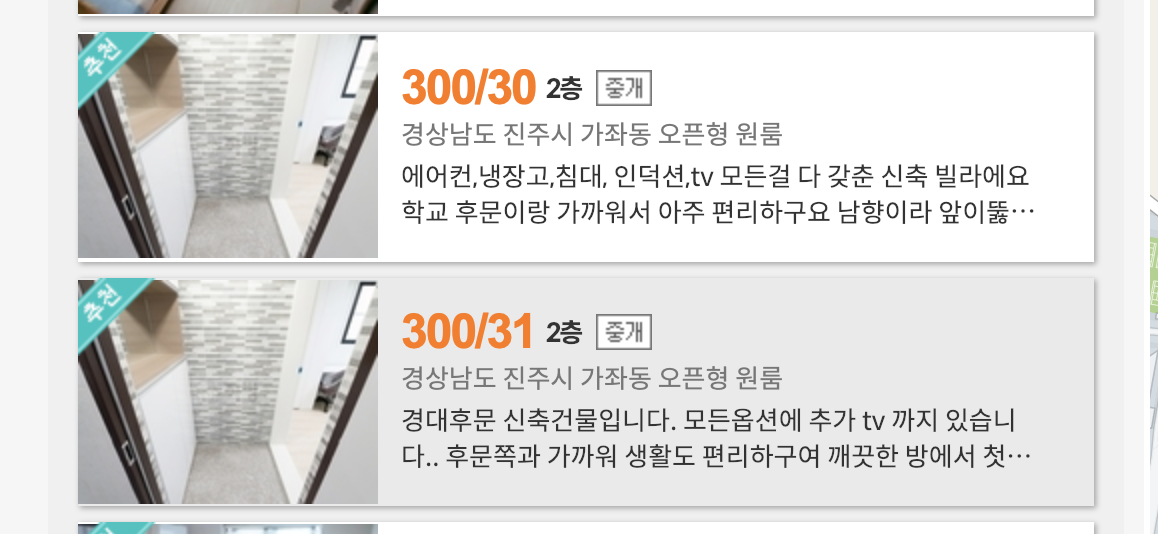 추천
300/30 2층 중개
경상남도 진주시 가좌동 오픈형 원룸
에어컨,냉장고,침대, 인덕션,tv 모든걸 다 갖춘 신축 빌라에요
학교 후문이랑 가까워서 아주 편리하구요 남향이라 앞이뚫…
추천
300/31 2층 중개
경상남도 진주시 가좌동 오픈형 원룸
경대후문 신축건물입니다. 모든옵션에 추가 tv 까지 있습니
다.. 후문쪽과 가까워 생활도 편리하구여 깨끗한 방에서 첫…